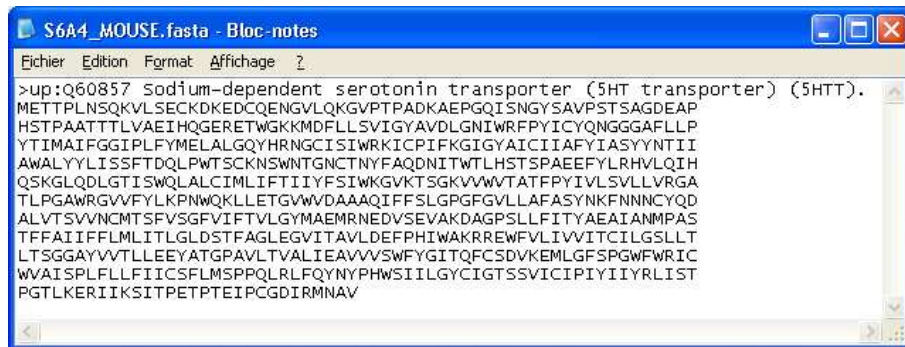 S6A4_MOUSE.fasta - Bloc-notes
Fichier Edition Format Affichage ?
>up:Q60857 Sodium-dependent serotonin transporter (5HT transporter) (5HTT).
METTPLNSQKVLSECKDKEDCQENGVLQKGVPTPADKAEPGQISNGYSAVPSTSAGDEAP
HSTPAATTTLVAEIHQGERETWGKKMDFLLSVIGYAVDLGNIWRFPYICYQNGGGAFLLP
YTIMAIFGGIPLFYMELALGQYHRNGCISIWRKICPIFKGIGYAICIIAFYIASYYNTII
AWALYYLISSFTDQLPWTSCKNSWNTGNCTNYFAQDNITWTLHSTSPAEEFYLRHVLQIH
QSKGLQDLGTISWQLALCIMLIFTIIYFSIWKGVKTSGKVVWVTATFPYIVLSVLLVRGA
TLPGAWRGVVFYLKPNWQKLLETGVWVDAAAQIFFSLGPGFGVLLAFASYNKFNNNCYQD
ALVTSVVNCMTSFVSGFVIFTVLGYMAEMRNEDVSEVAKDAGPSLLFITYAEAIANMPAS
TFFAIIFFLMLITLGLDSTFAGLEGVITAVLDEFPHIWAKRREWFVLIVVITCILGSLLT
LTSGGAYVVTLLEEYATGPAVLTVALIEAVVVSWFYGITQFCSDVKEMLGFSPGWFWRIC
WVAISPLFLLFIICSFLMSPPQLRLFQYNYPHWSIILGYCIGTSSVICIPIYIIYRLIST
PGTLKERIIKSITPETPTEIPCGDIRMNAV